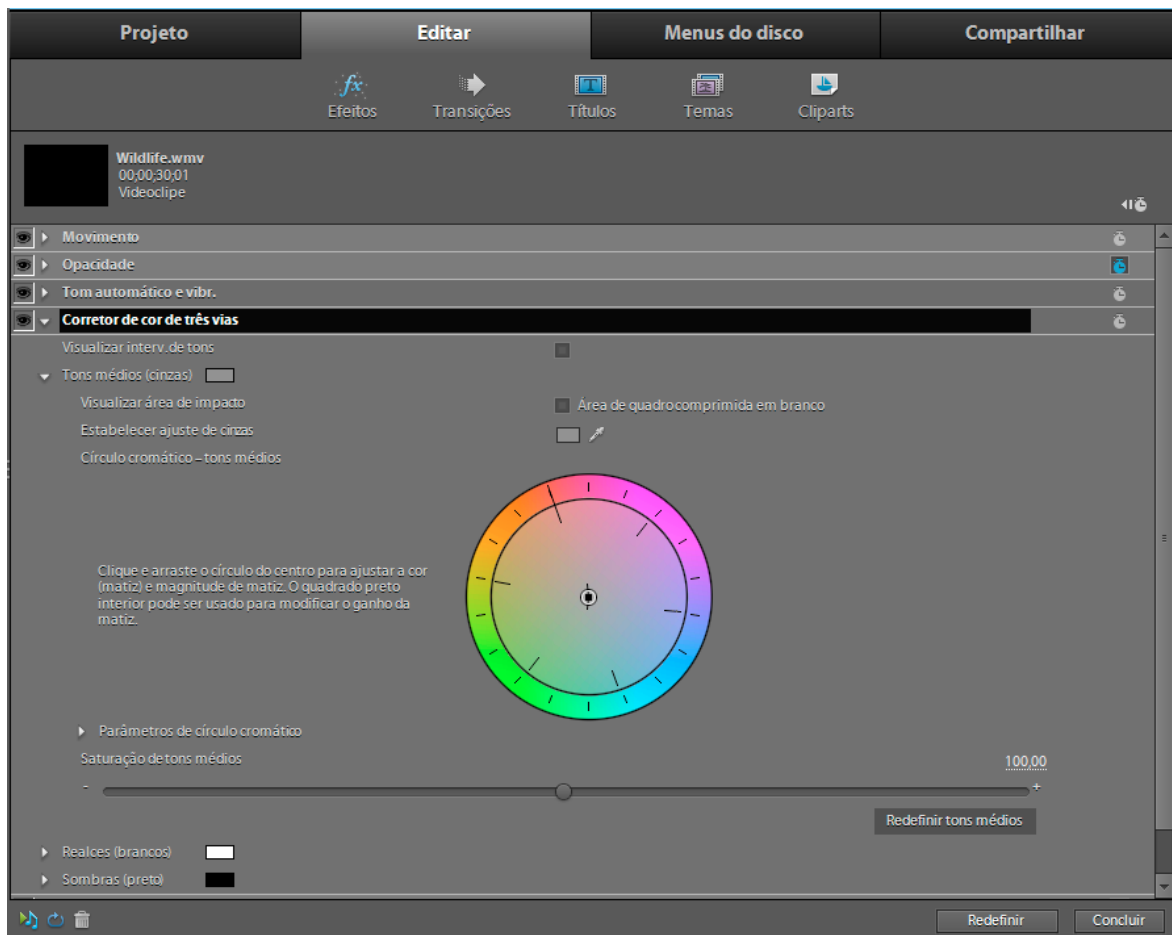 Projeto Editar Menus do disco Compartilhar
fx T
Efeitos Transições Títulos Temas Cliparts
Wildlife.wmv
00;00;30;01
Videoclipe
Movimento
Opacidade
Tom automático e vibr.
Corretor de cor de três vias
Visualizar interv. de tons
Tons médios (cinzas)
Visualizar área de impacto Área de quadro comprimida em branco
Estabelecer ajuste de cinzas
Círculo cromático – tons médios
Clique e arraste o círculo do centro para ajustar a cor
(matiz) e magnitude de matiz. O quadrado preto
interior pode ser usado para modificar o ganho da
matiz.
Parâmetros de círculo cromático
Saturação de tons médios 100,00
- +
Redefinir tons médios
Realces (brancos)
Sombras (preto)
Redefinir Concluir